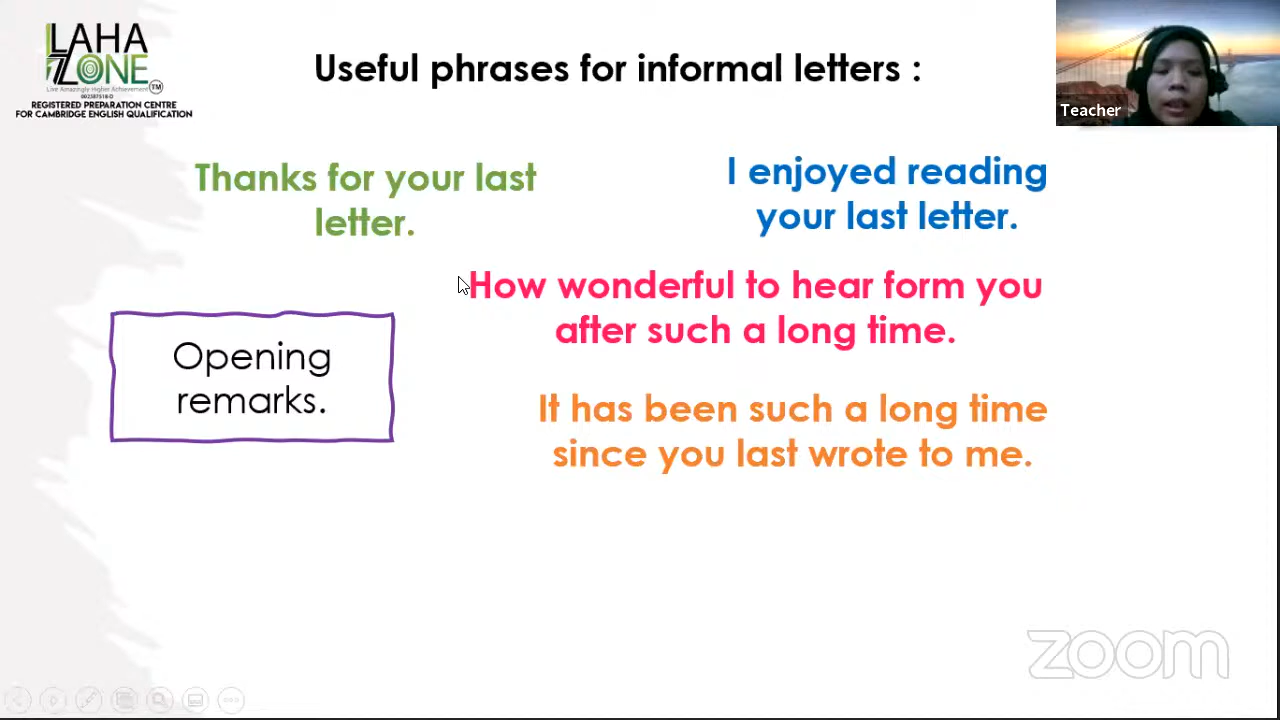 LAHA
ZONE
Live Amazingly Higher Achievement
TM
REGISTERED PREPARATION CENTRE
FOR CAMBRIDGE ENGLISH QUALIFICATION
Useful phrases for informal letters :
Teacher
Thanks for your last
letter.
I enjoyed reading
your last letter.
How wonderful to hear form you
after such a long time.
Opening
remarks.
It has been such a long time
since you last wrote to me.
zoom